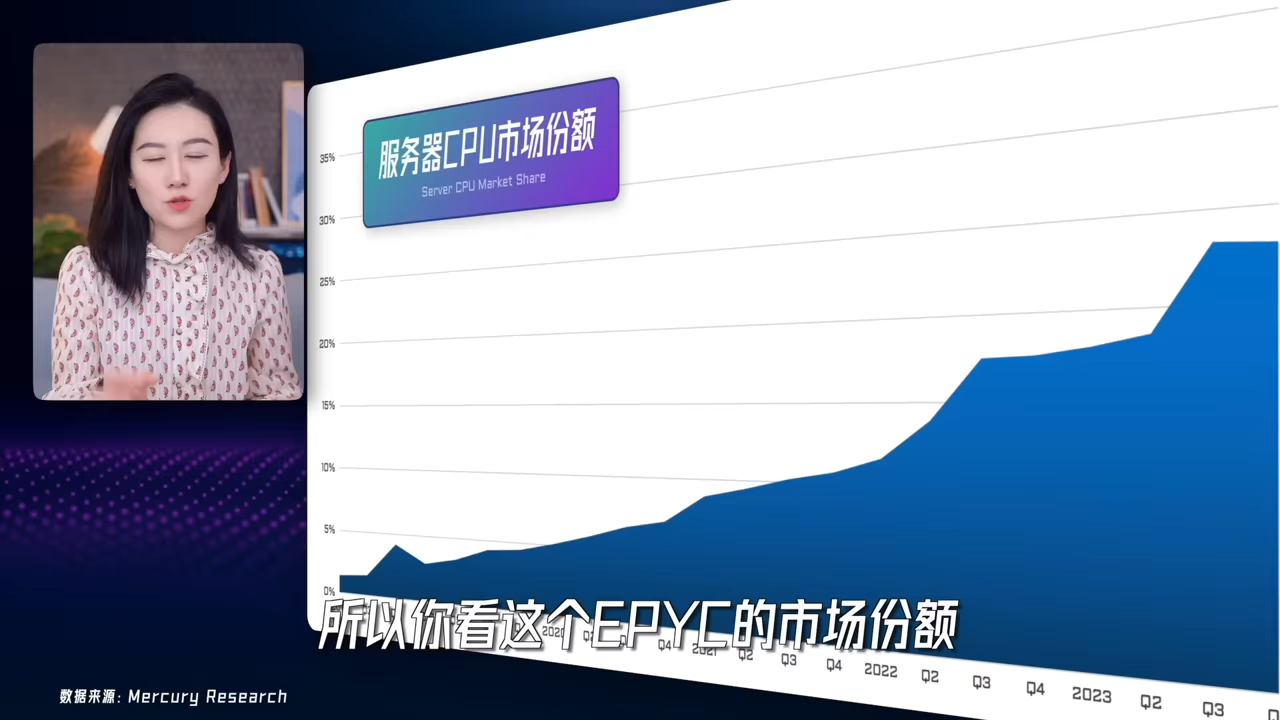 服务器CPU市场份额
Server CPU Market Share
35%
30%
25%
20%
15%
10%
5%
0%
2020
Q4
2021
Q2
Q3
Q4
2022
Q2
Q3
Q4
2023
Q2
Q3
所以你看这个EPYC的市场份额
数据来源: Mercury Research